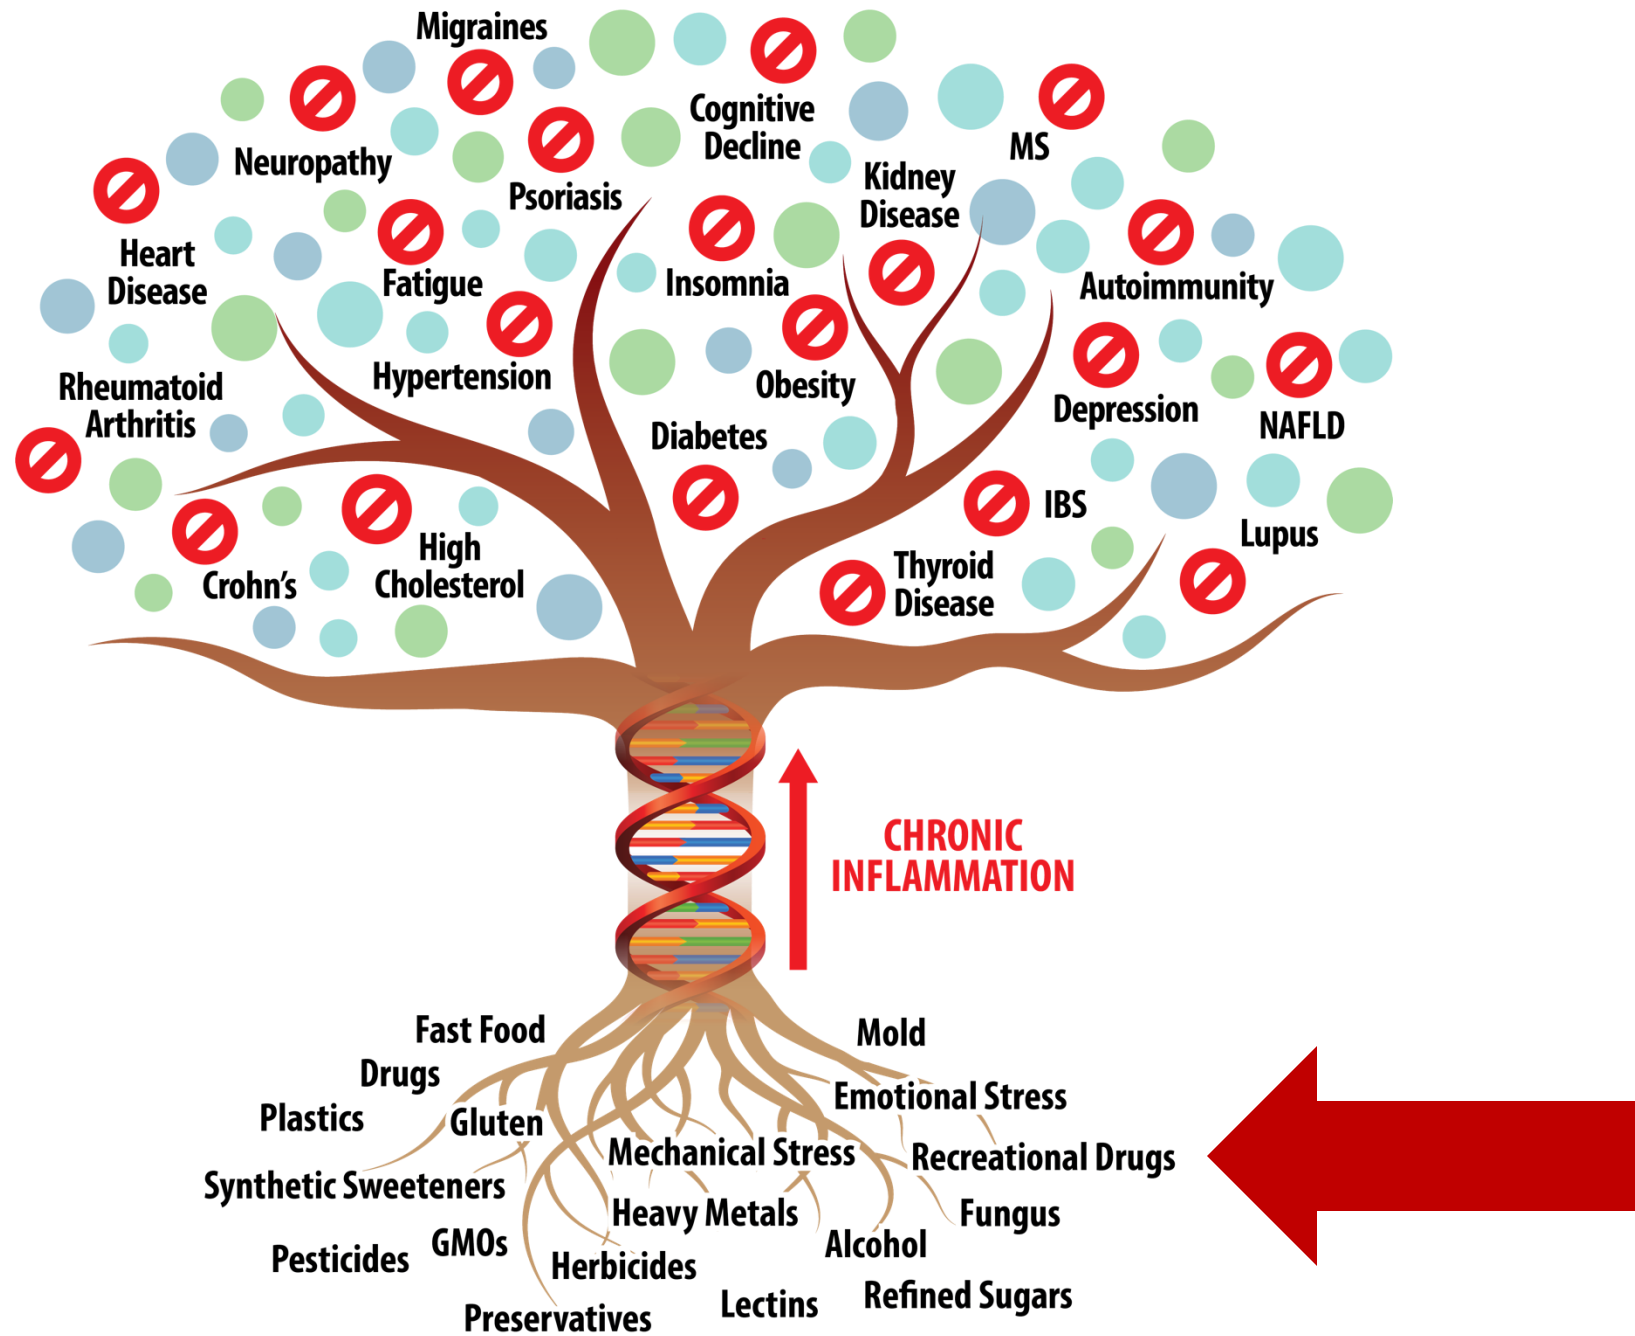 Migraines
Cognitive
Decline
MS
Neuropathy
Psoriasis
Kidney
Disease
Heart
Disease
Fatigue
Insomnia
Autoimmunity
Rheumatoid
Arthritis
Hypertension
Obesity
Depression
NAFLD
Diabetes
IBS
Lupus
Crohn's
High
Cholesterol
Thyroid
Disease
CHRONIC
INFLAMMATION
Fast Food
Mold
Drugs
Emotional Stress
Plastics
Gluten
Mechanical Stress
Recreational Drugs
Synthetic Sweeteners
Heavy Metals
Fungus
GMOs
Alcohol
Pesticides
Herbicides
Refined Sugars
Lectins
Preservatives